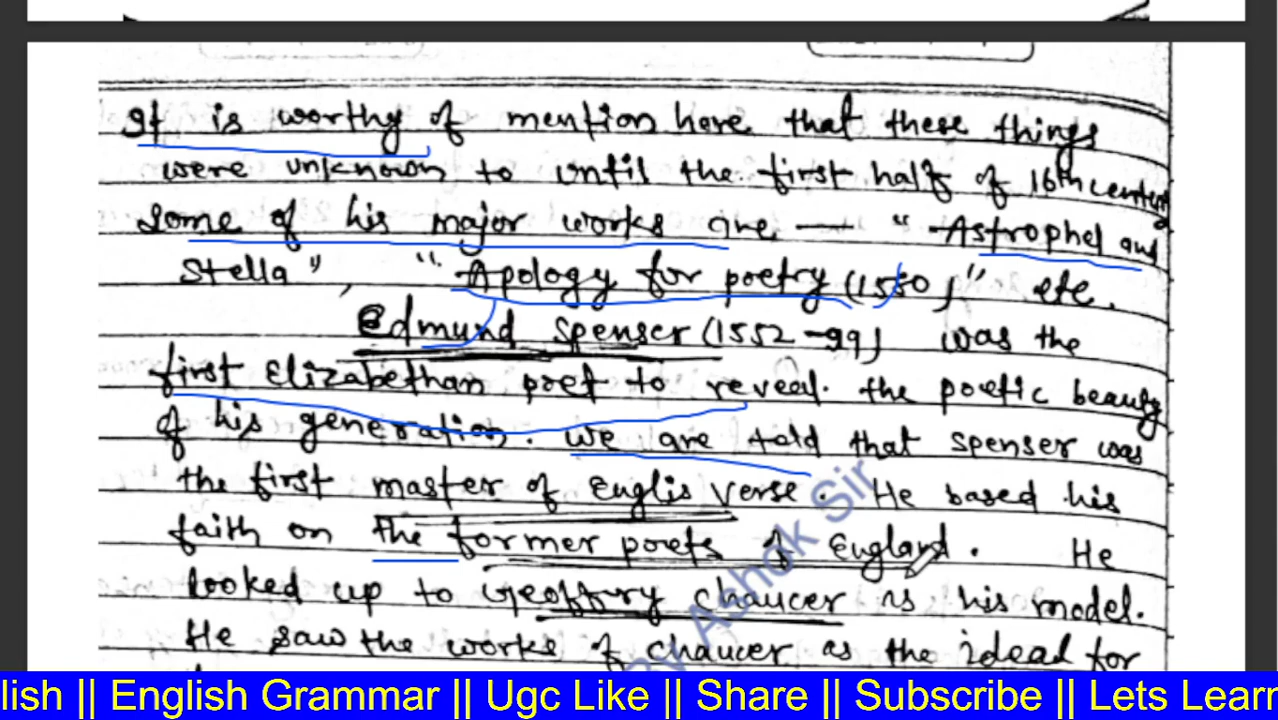 It is worthy of mention here that these things
were unknown to until the first half of 16th century
Some of his major works are — "Astrophel and
Stella", "Apology for poetry (1580)" etc.
Edmund Spenser (1552-99) was the
first Elizabethan poet to reveal. the poetic beauty
of his generation. We are told that Spenser was
the first master of Englis verse. He based his
faith on the former poets of England. He
looked up to Geoffury Chaucer as his model.
He saw the works of Chaucer as the idead for
Ashok Sir
lish || English Grammar || Ugc Like || Share || Subscribe || Lets Learn